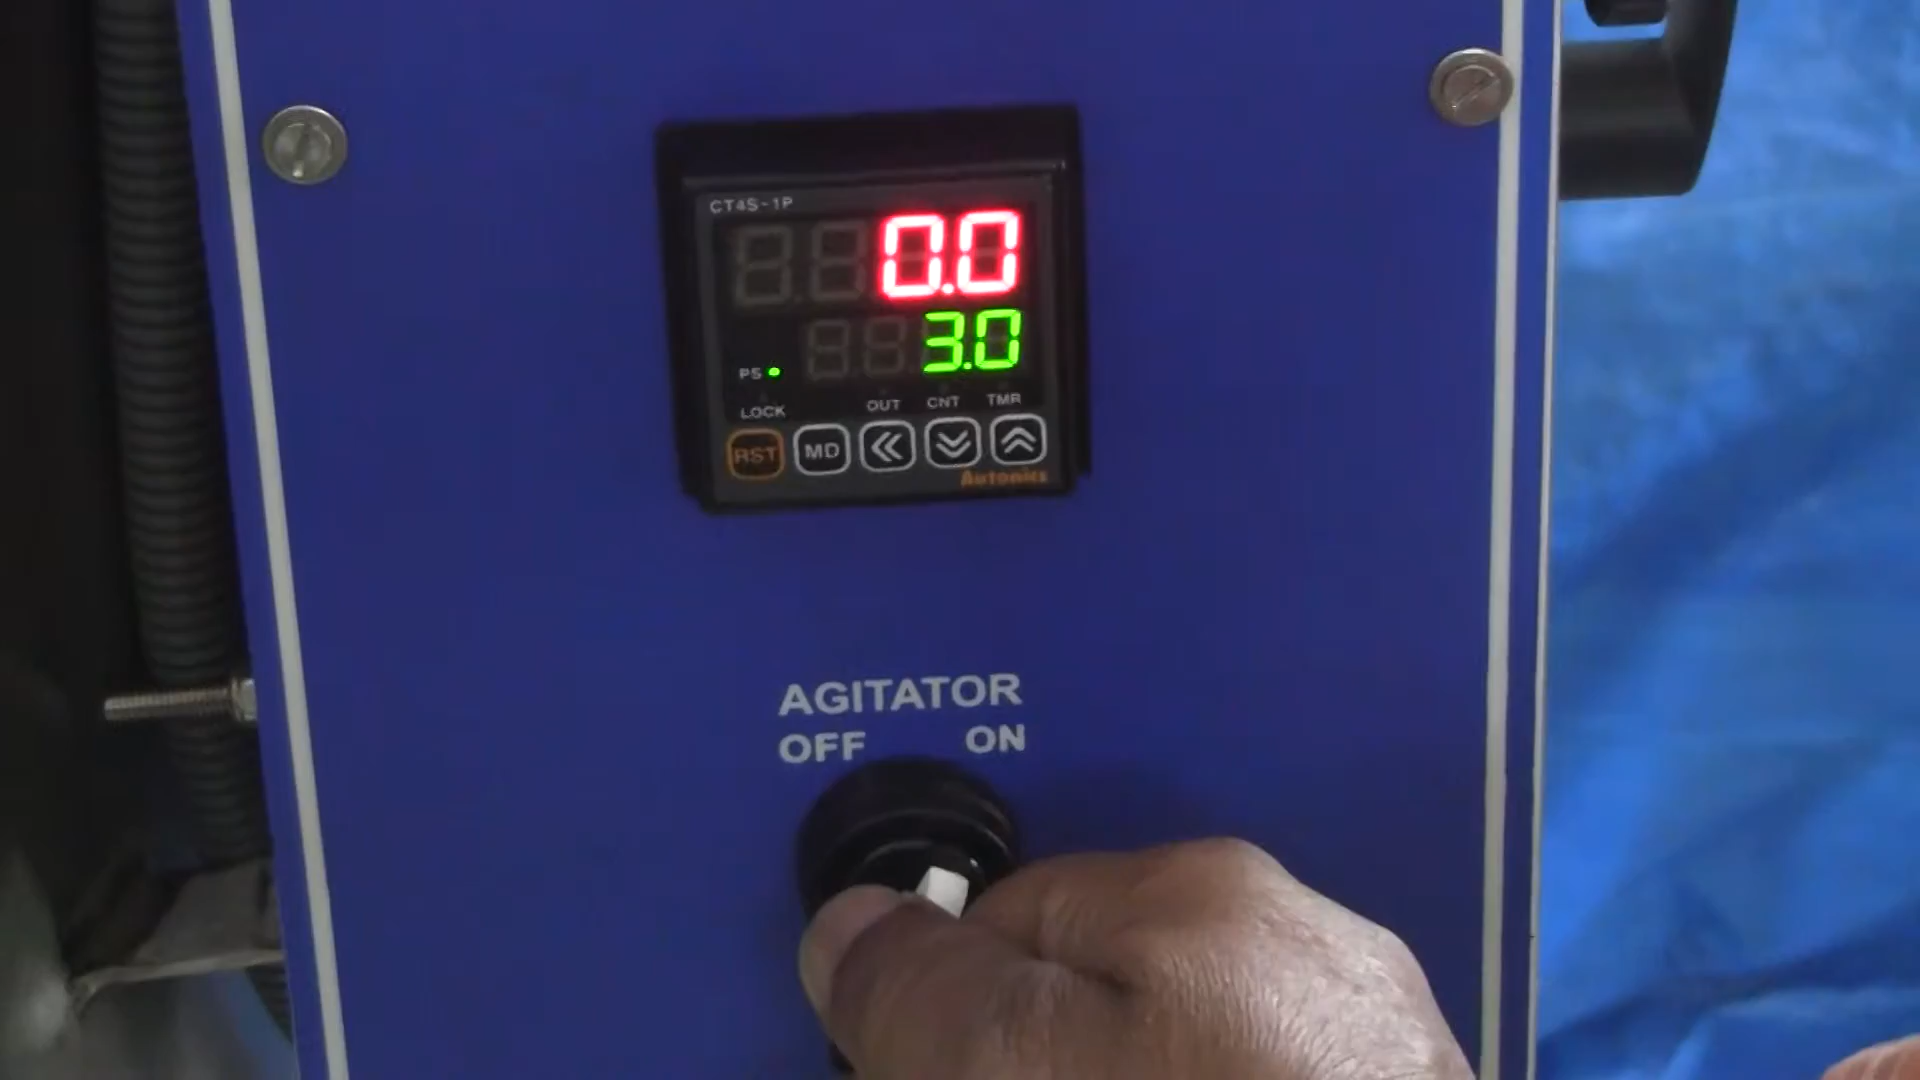 CT4S-1P
0.0
3.0
PS
LOCK OUT CNT TMR
RST MD
Autonics
AGITATOR
OFF ON